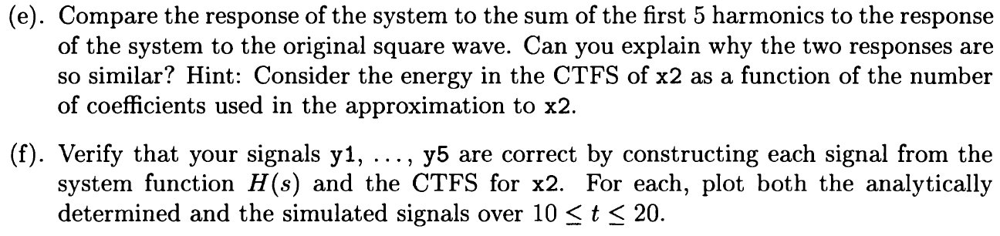 (e). Compare the response of the system to the sum of the first 5 harmonics to the response
of the system to the original square wave. Can you explain why the two responses are
so similar? Hint: Consider the energy in the CTFS of x2 as a function of the number
of coefficients used in the approximation to x2.
(f). Verify that your signals y1, ..., y5 are correct by constructing each signal from the
system function H(s) and the CTFS for x2. For each, plot both the analytically
determined and the simulated signals over 10 ≤ t ≤ 20.